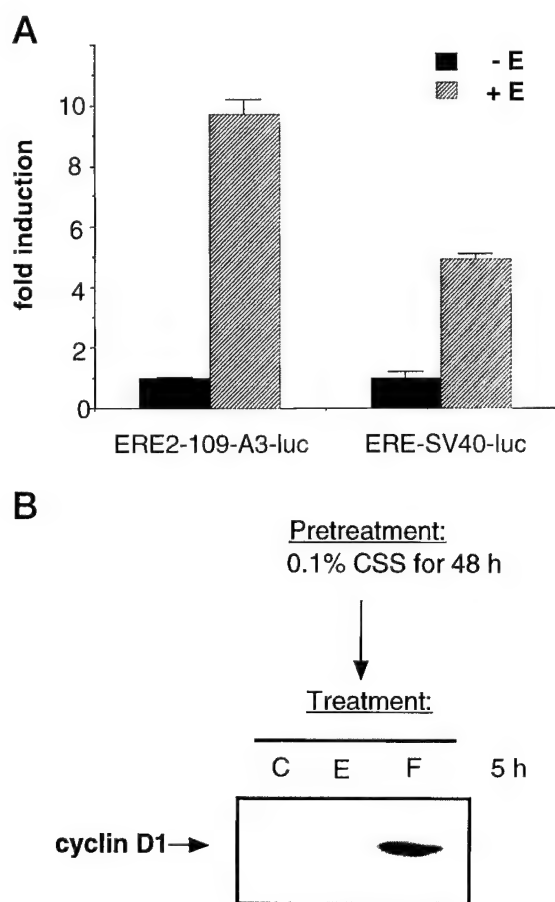 A
- E
+ E
fold induction
10
8
6
4
2
0
ERE2-109-A3-luc
ERE-SV40-luc
B
Pretreatment:
0.1% CSS for 48 h
Treatment:
C E F 5 h
cyclin D1